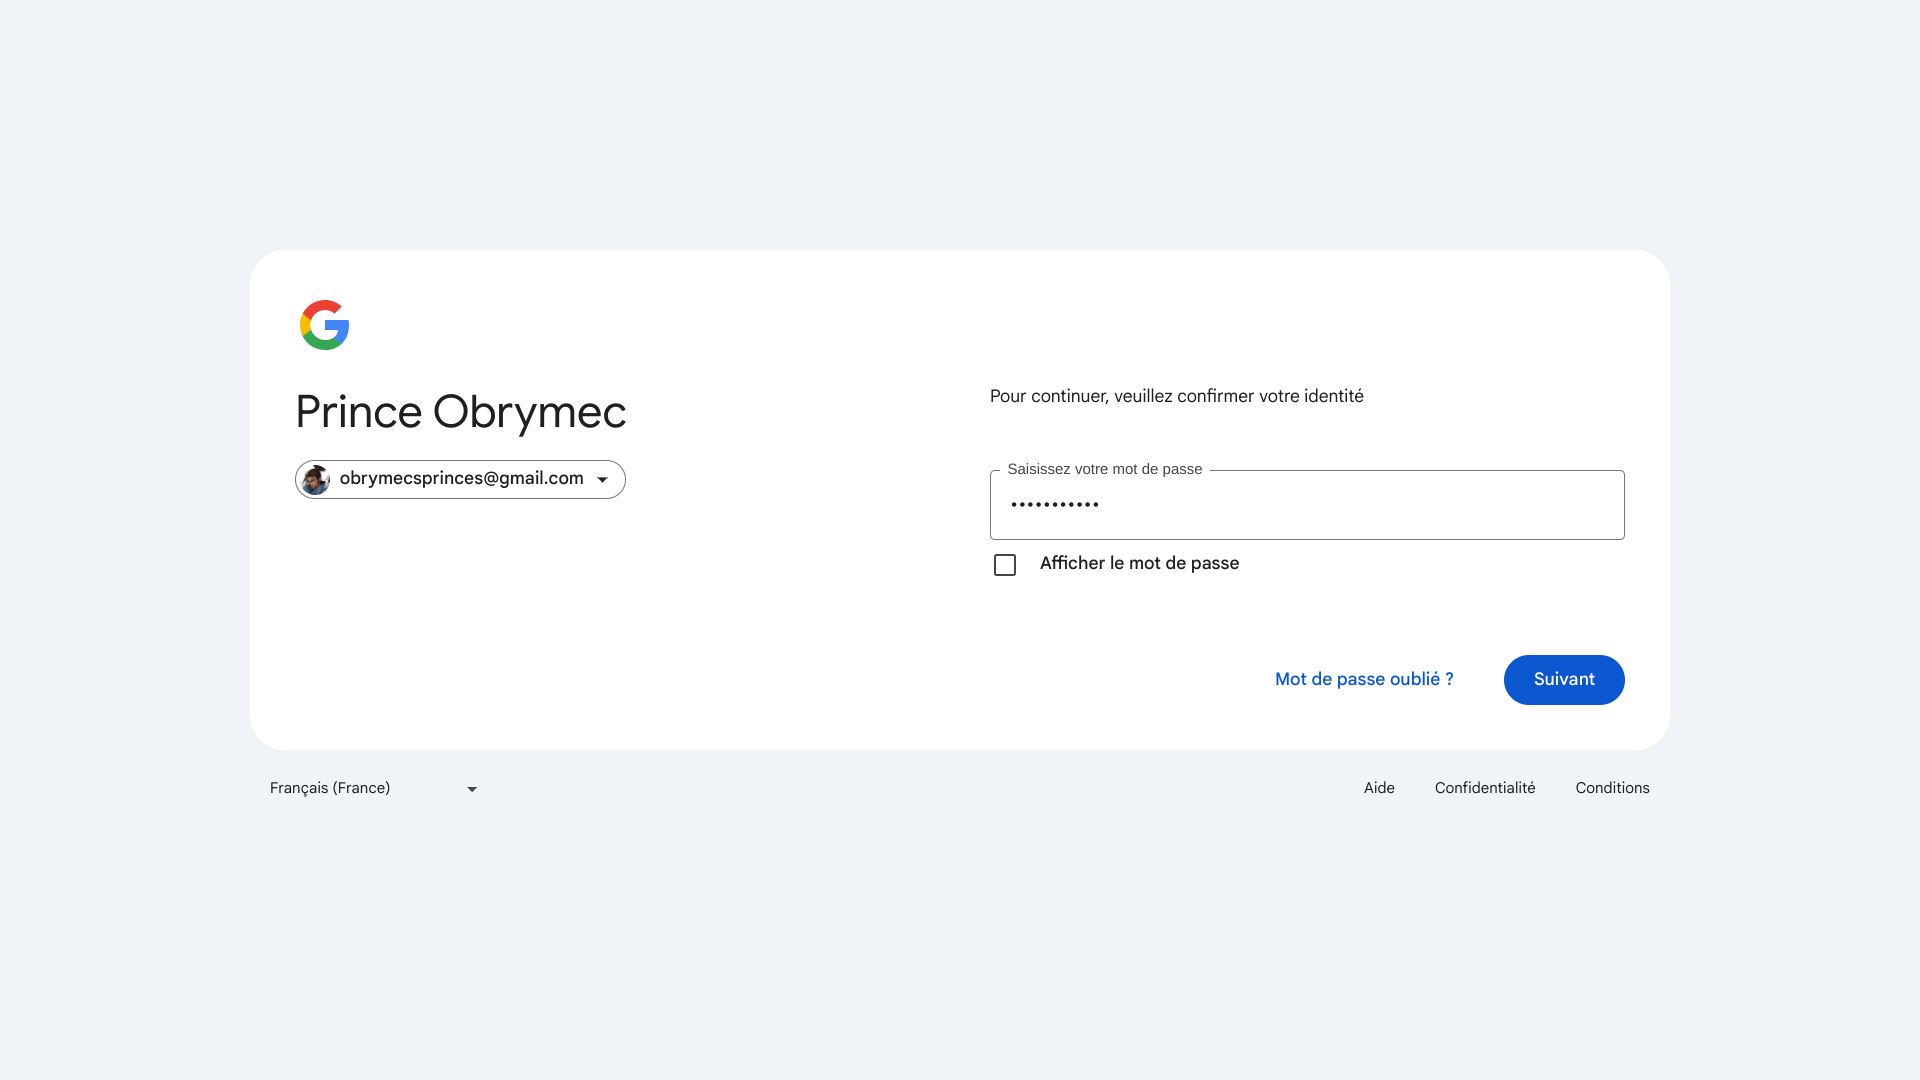 Prince Obrymec
obrymecsprinces@gmail.com
Pour continuer, veuillez confirmer votre identité
Saisissez votre mot de passe
•••••••••••
Afficher le mot de passe
Mot de passe oublié ?
Suivant
Français (France)
Aide
Confidentialité
Conditions